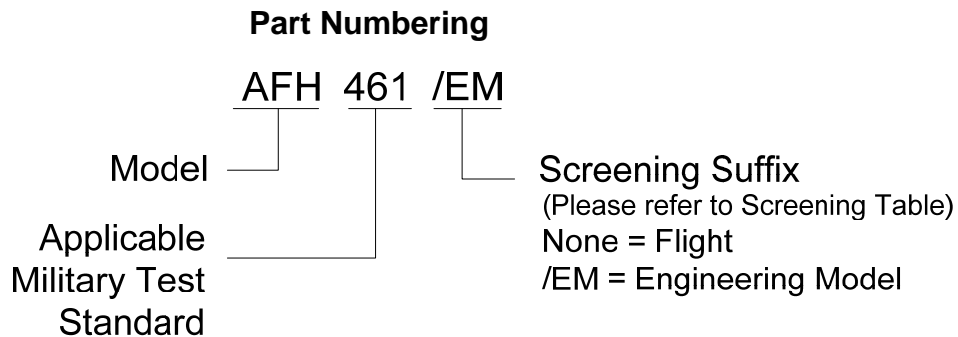 Part Numbering
AFH 461 /EM
Model
Screening Suffix
(Please refer to Screening Table)
None = Flight
/EM = Engineering Model
Applicable
Military Test
Standard